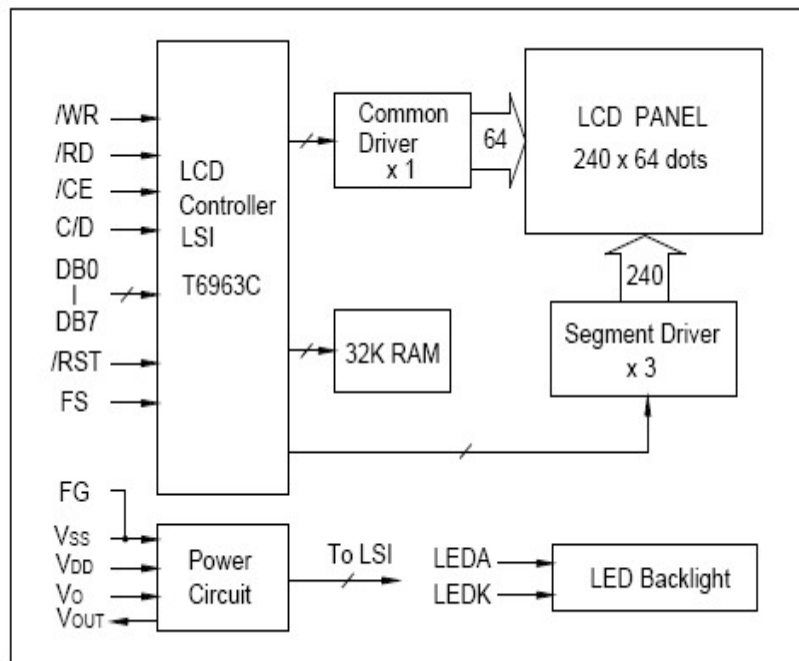 /WR
/RD
/CE
C/D
DB0
|
DB7
/RST
FS
LCD
Controller
LSI
T6963C
Common
Driver
x 1
64
LCD PANEL
240 x 64 dots
240
Segment Driver
x 3
32K RAM
FG
VSS
VDD
VO
VOUT
Power
Circuit
To LSI
LEDA
LEDK
LED Backlight